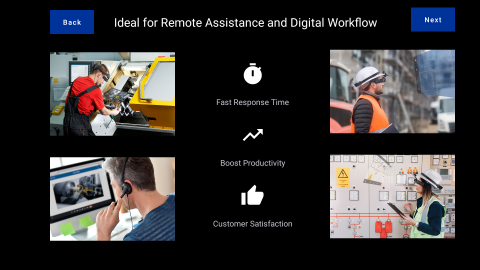 Back
Ideal for Remote Assistance and Digital Workflow
Next
Fast Response Time
Boost Productivity
Customer Satisfaction